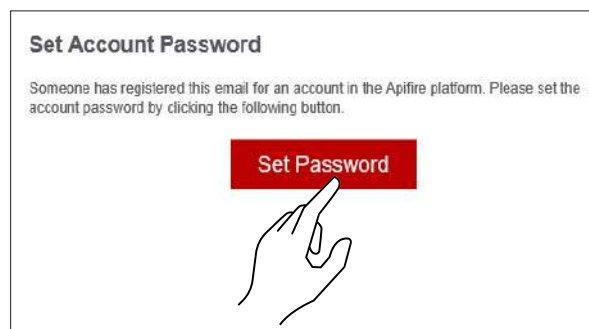 Set Account Password
Someone has registered this email for an account in the Apifire platform. Please set the
account password by clicking the following button.
Set Password